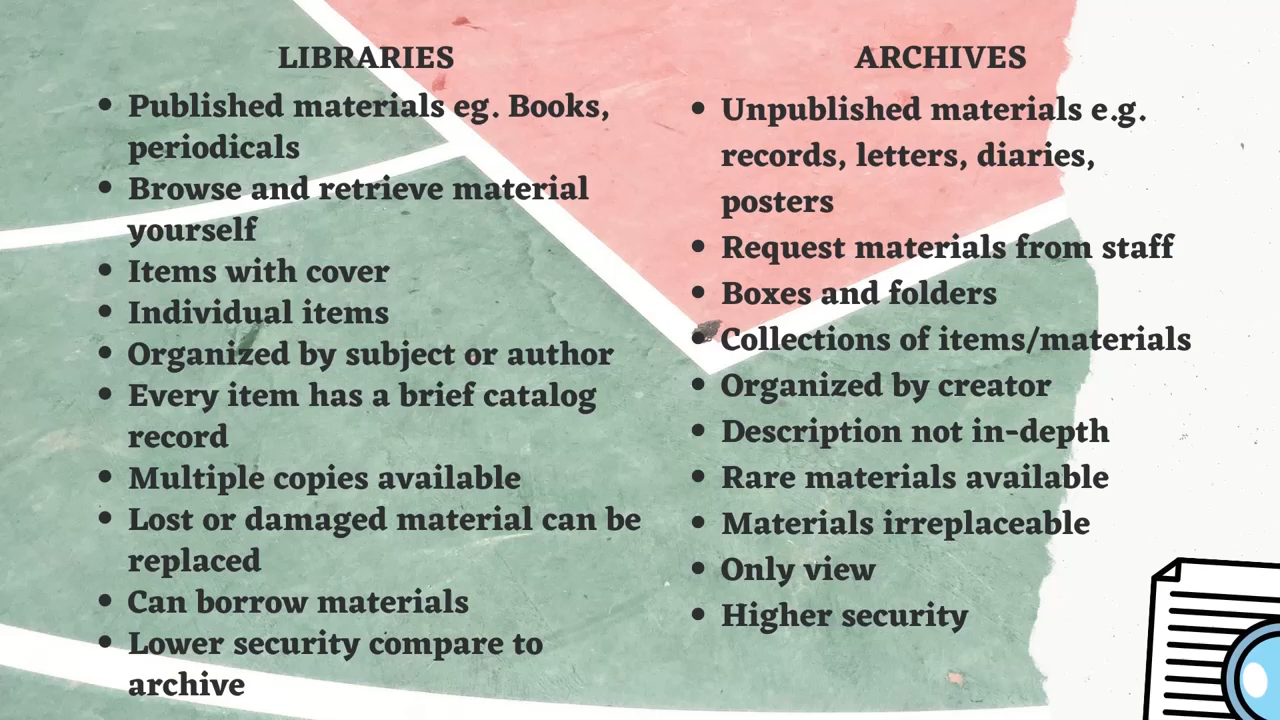 LIBRARIES
• Published materials eg. Books,
periodicals
• Browse and retrieve material
yourself
• Items with cover
• Individual items
• Organized by subject or author
• Every item has a brief catalog
record
• Multiple copies available
• Lost or damaged material can be
replaced
• Can borrow materials
• Lower security compare to
archive
ARCHIVES
• Unpublished materials e.g.
records, letters, diaries,
posters
• Request materials from staff
• Boxes and folders
• Collections of items/materials
• Organized by creator
• Description not in-depth
• Rare materials available
• Materials irreplaceable
• Only view
• Higher security